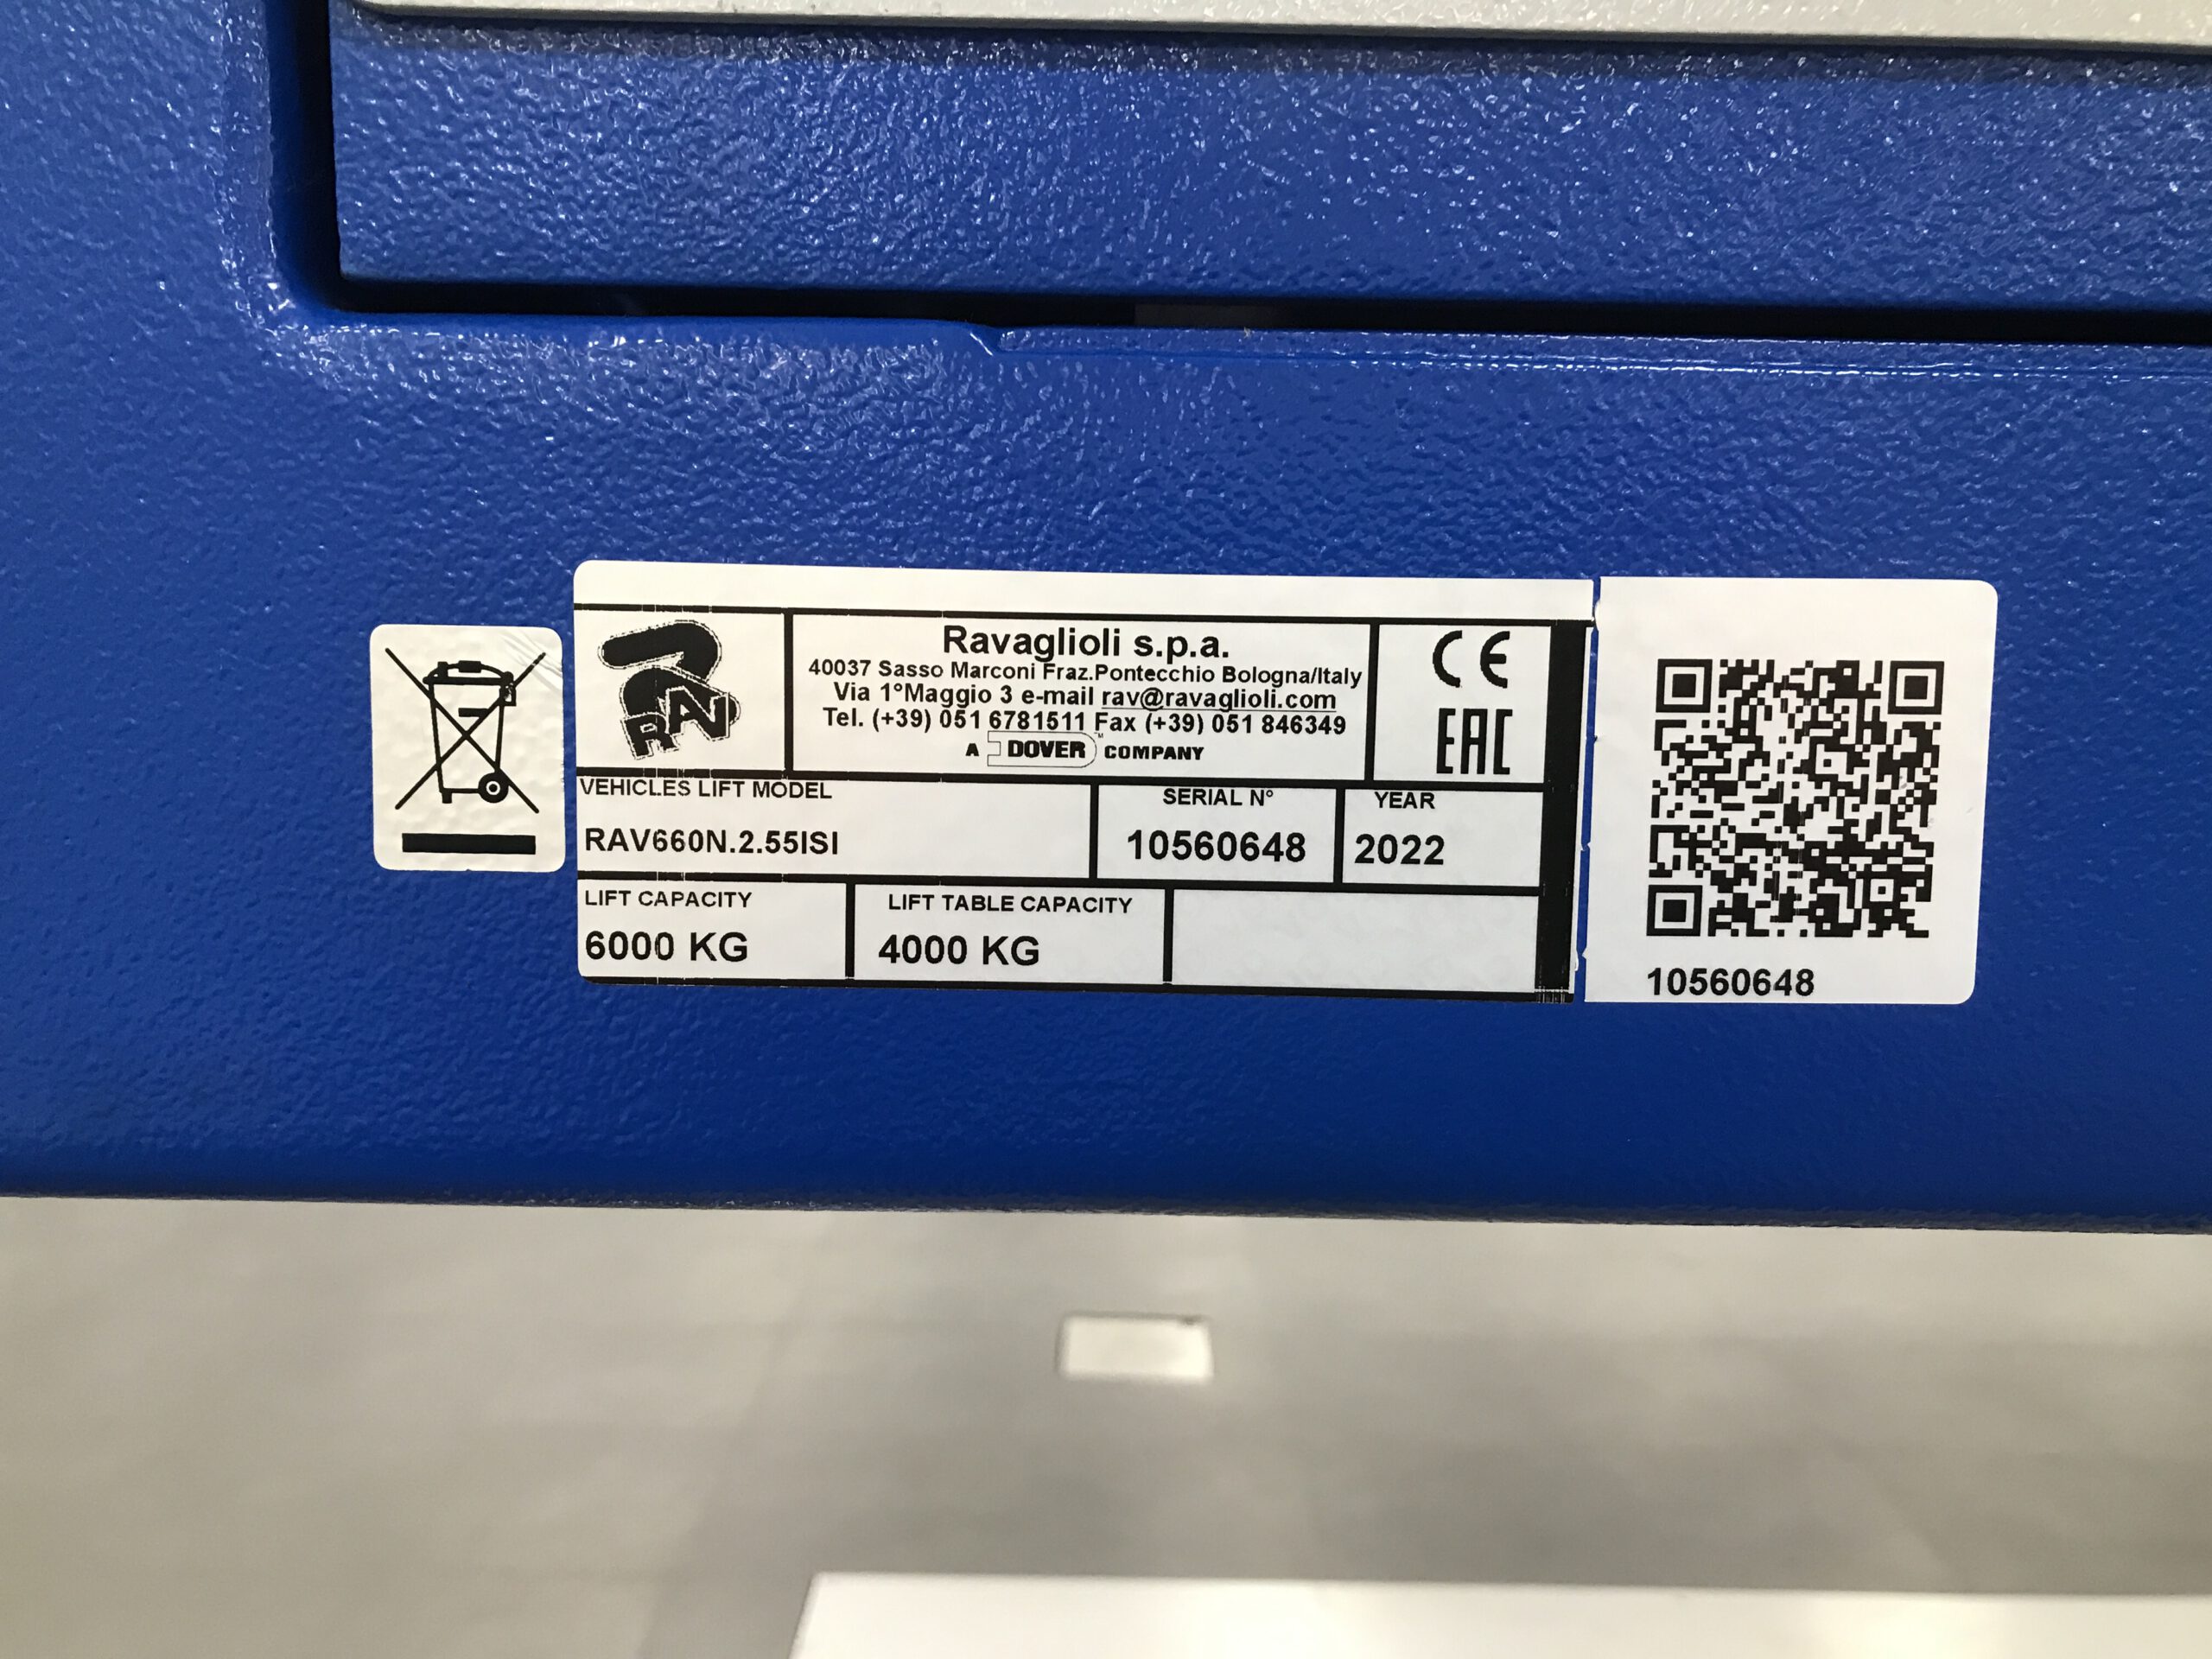 RAV
Ravaglioli s.p.a.
40037 Sasso Marconi Fraz.Pontecchio Bologna/Italy
Via 1°Maggio 3 e-mail rav@ravaglioli.com
Tel. (+39) 051 6781511 Fax (+39) 051 846349
A DOVER™ COMPANY
CE
EAC
VEHICLES LIFT MODEL
RAV660N.2.55ISI
SERIAL N°
10560648
YEAR
2022
LIFT CAPACITY
6000 KG
LIFT TABLE CAPACITY
4000 KG
10560648